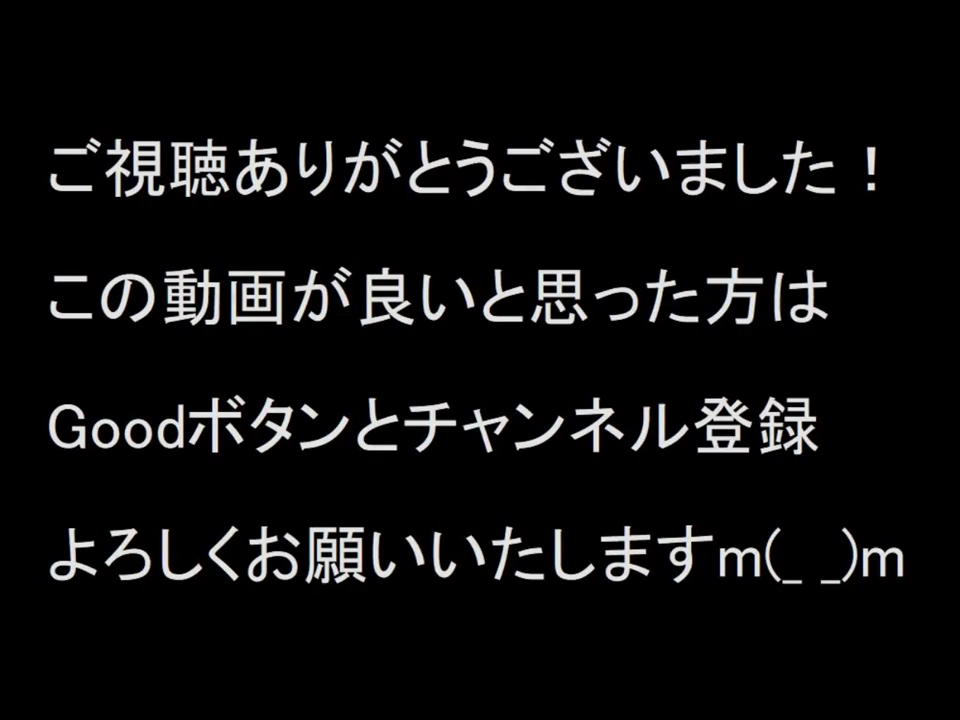 ご視聴ありがとうございました！
この動画が良いと思った方は
Goodボタンとチャンネル登録
よろしくお願いいたしますm(_ _)m